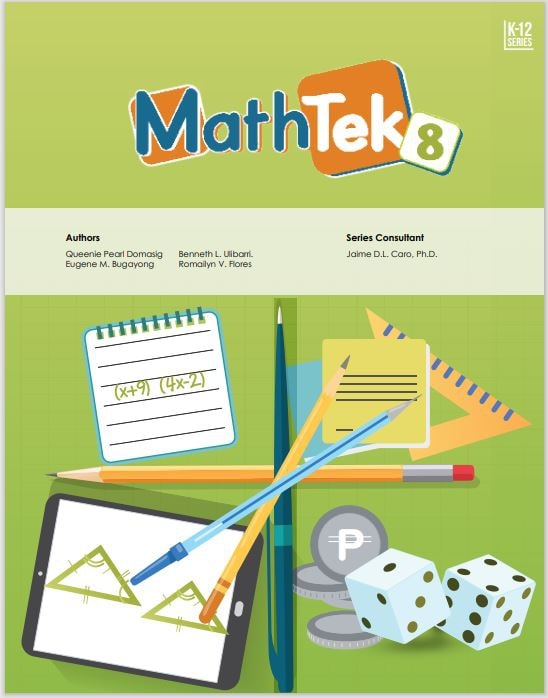 K-12
SERIES
MathTek 8
Authors
Queenie Pearl Domasig
Eugene M. Bugayong
Benneth L. Ulibarri.
Romailyn V. Flores
Series Consultant
Jaime D.L. Caro, Ph.D.
(x+9) (4x-2)
P